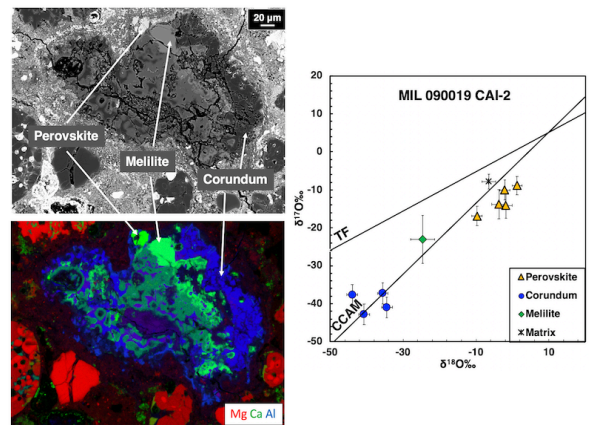 20 µm
Perovskite
Melilite
Corundum
Mg Ca Al
MIL 090019 CAI-2
20
10
0
-10
-20
-30
-40
-50
δ¹⁷O‰
TF
CCAM
Perovskite
Corundum
Melilite
Matrix
-50 -30 -10 10
δ¹⁸O‰